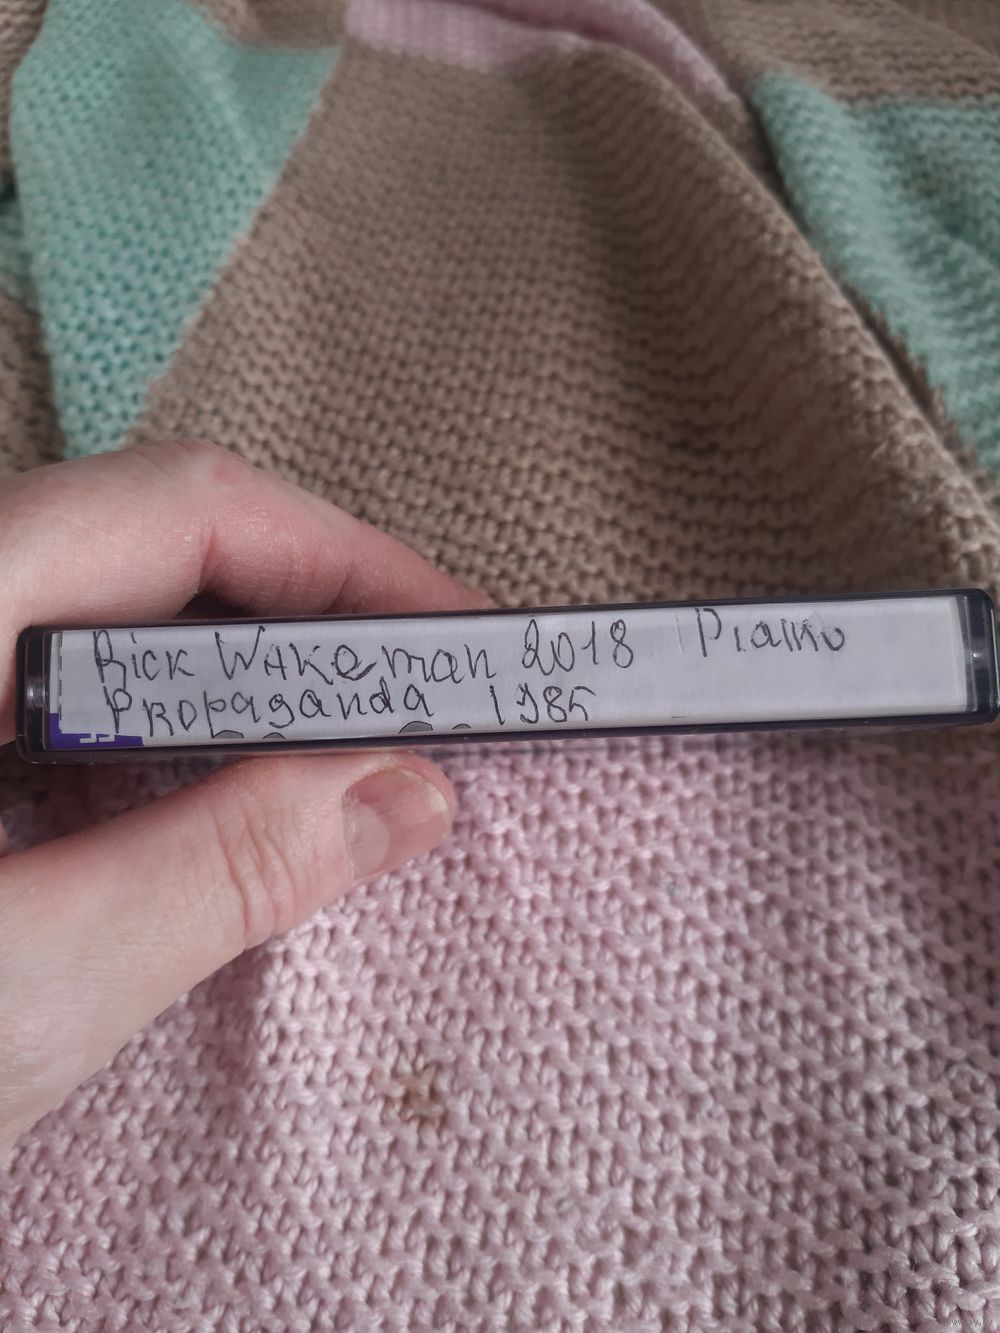 Rick Wakeman 2018 Piano
Propaganda 1985